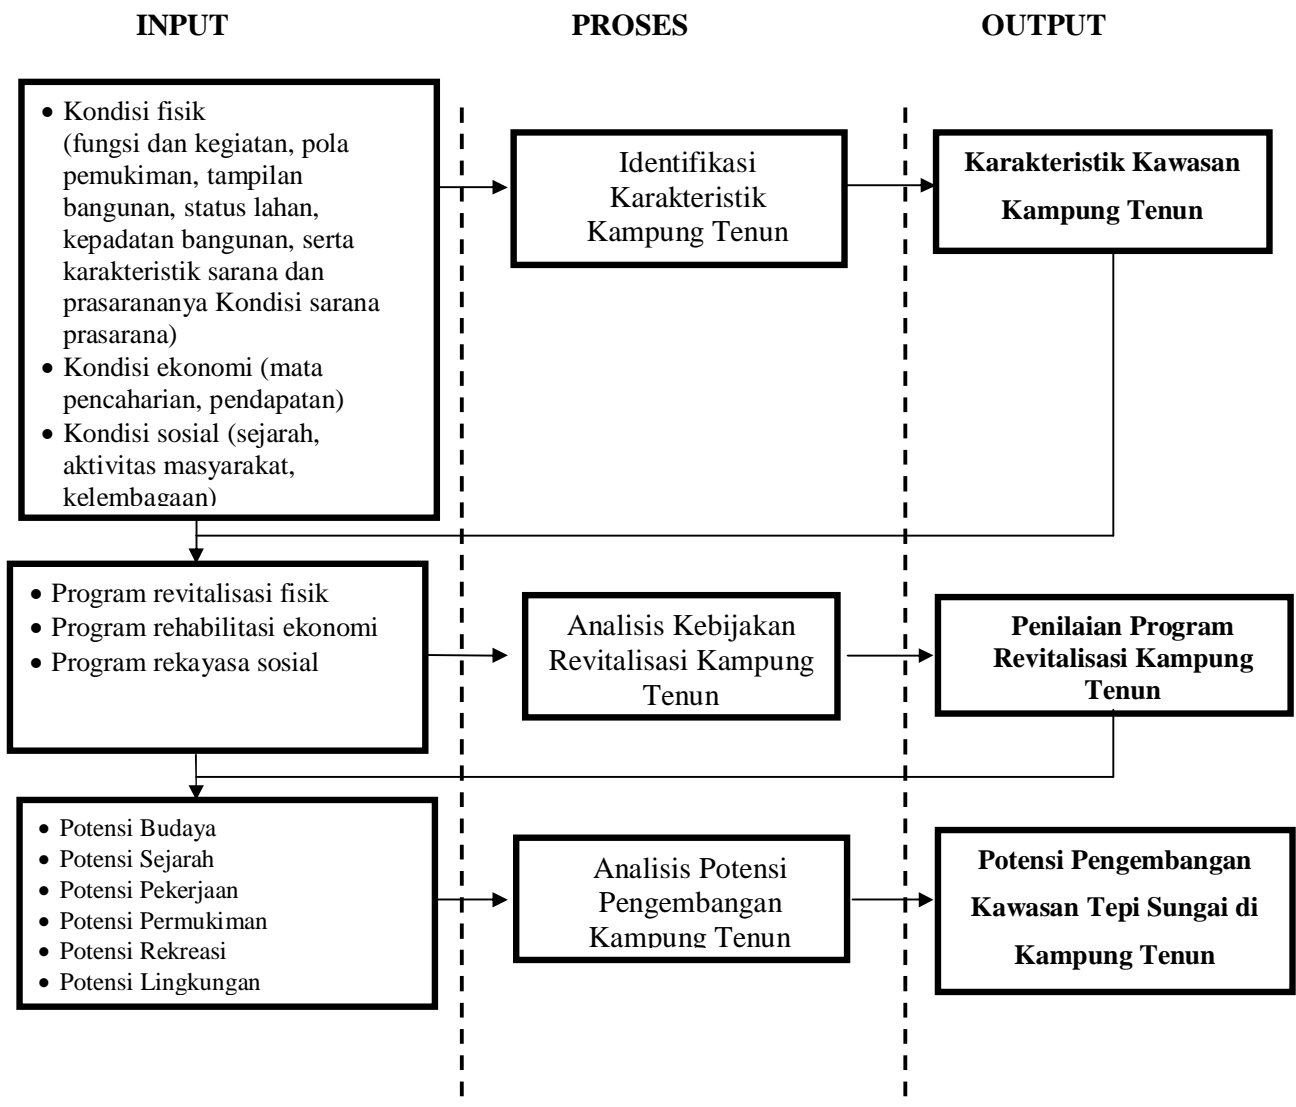 INPUT PROSES OUTPUT
• Kondisi fisik
(fungsi dan kegiatan, pola
pemukiman, tampilan
bangunan, status lahan,
kepadatan bangunan, serta
karakteristik sarana dan
prasarananya Kondisi sarana
prasarana)
• Kondisi ekonomi (mata
pencaharian, pendapatan)
• Kondisi sosial (sejarah,
aktivitas masyarakat,
kelembagaan)
Identifikasi
Karakteristik
Kampung Tenun
Karakteristik Kawasan
Kampung Tenun
• Program revitalisasi fisik
• Program rehabilitasi ekonomi
• Program rekayasa sosial
Analisis Kebijakan
Revitalisasi Kampung
Tenun
Penilaian Program
Revitalisasi Kampung
Tenun
• Potensi Budaya
• Potensi Sejarah
• Potensi Pekerjaan
• Potensi Permukiman
• Potensi Rekreasi
• Potensi Lingkungan
Analisis Potensi
Pengembangan
Kampung Tenun
Potensi Pengembangan
Kawasan Tepi Sungai di
Kampung Tenun